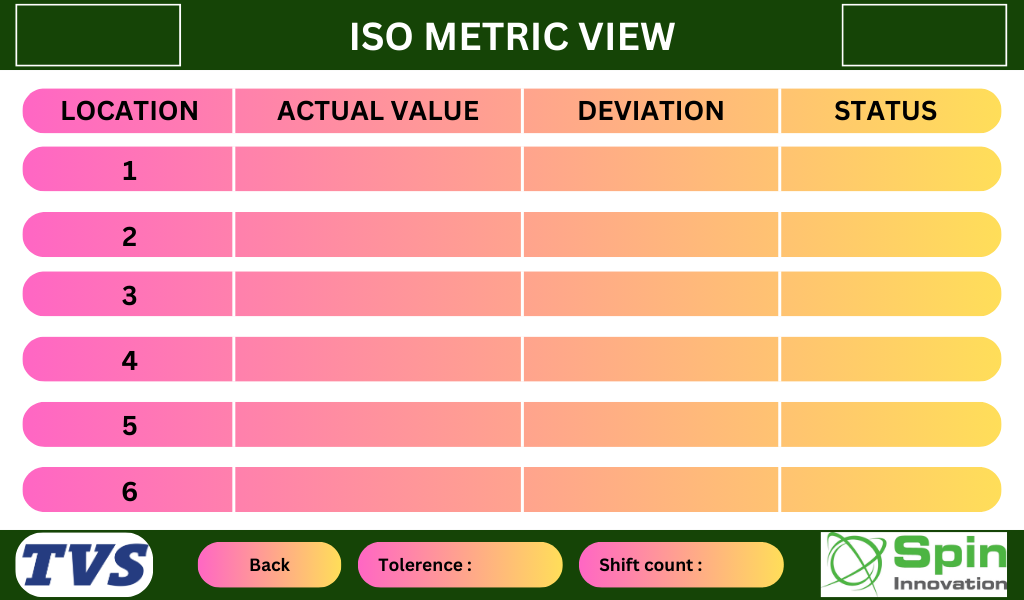 ISO METRIC VIEW
LOCATION ACTUAL VALUE DEVIATION STATUS
1
2
3
4
5
6
TVS Back Tolerence : Shift count : Spin
Innovation